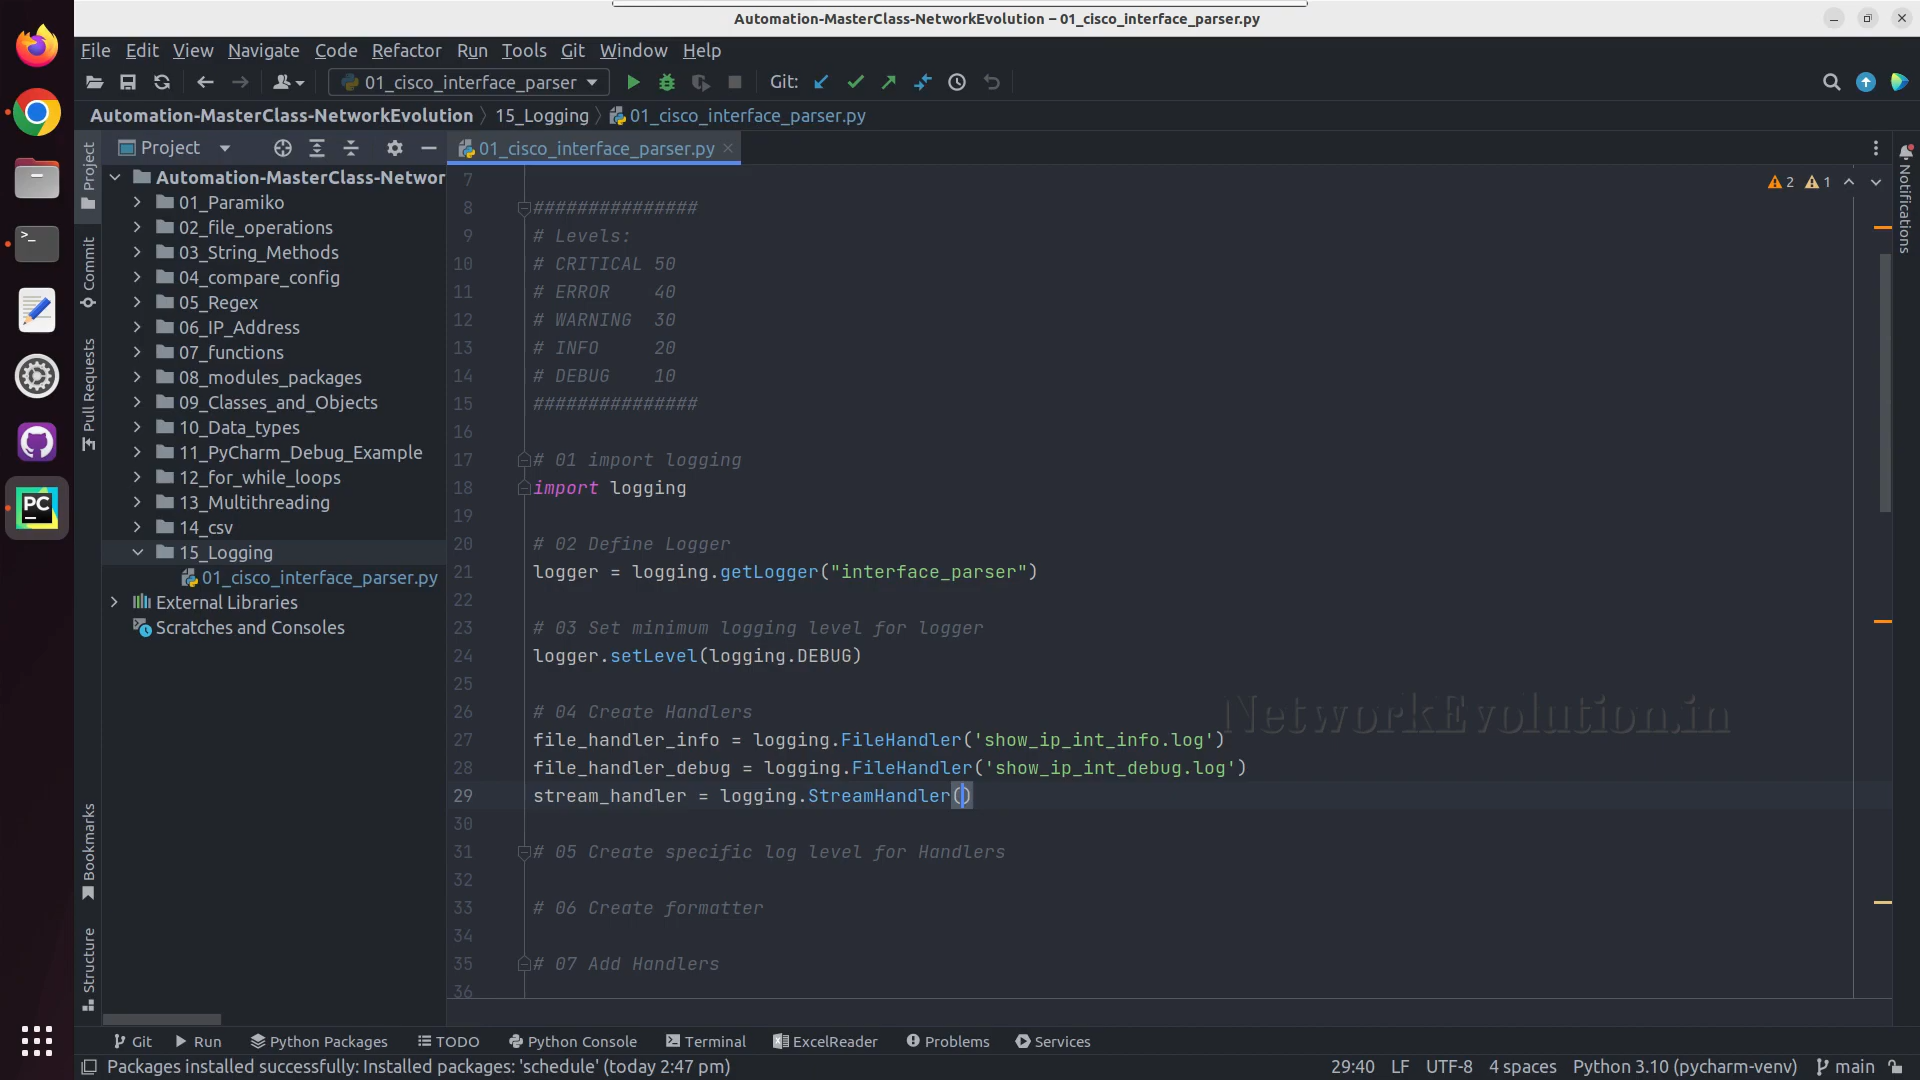 Automation-MasterClass-NetworkEvolution – 01_cisco_interface_parser.py
File Edit View Navigate Code Refactor Run Tools Git Window Help
01_cisco_interface_parser
Git:
Automation-MasterClass-NetworkEvolution
15_Logging
01_cisco_interface_parser.py
Project
01_cisco_interface_parser.py
2
1
Project
Commit
Pull Requests
Bookmarks
Structure
Notifications
Automation-MasterClass-Networ
01_Paramiko
02_file_operations
03_String_Methods
04_compare_config
05_Regex
06_IP_Address
07_functions
08_modules_packages
09_Classes_and_Objects
10_Data_types
11_PyCharm_Debug_Example
12_for_while_loops
13_Multithreading
14_csv
15_Logging
01_cisco_interface_parser.py
External Libraries
Scratches and Consoles
7
8 ###############
9 # Levels:
10 # CRITICAL 50
11 # ERROR    40
12 # WARNING  30
13 # INFO     20
14 # DEBUG    10
15 ###############
16
17 # 01 import logging
18 import logging
19
20 # 02 Define Logger
21 logger = logging.getLogger("interface_parser")
22
23 # 03 Set minimum logging level for logger
24 logger.setLevel(logging.DEBUG)
25
26 # 04 Create Handlers
27 file_handler_info = logging.FileHandler('show_ip_int_info.log')
28 file_handler_debug = logging.FileHandler('show_ip_int_debug.log')
29 stream_handler = logging.StreamHandler()
30
31 # 05 Create specific log level for Handlers
32
33 # 06 Create formatter
34
35 # 07 Add Handlers
36
NetworkEvolution.in
PC
Git Run Python Packages TODO Python Console Terminal ExcelReader Problems Services
Packages installed successfully: Installed packages: 'schedule' (today 2:47 pm)
29:40 LF UTF-8 4 spaces Python 3.10 (pycharm-venv) main